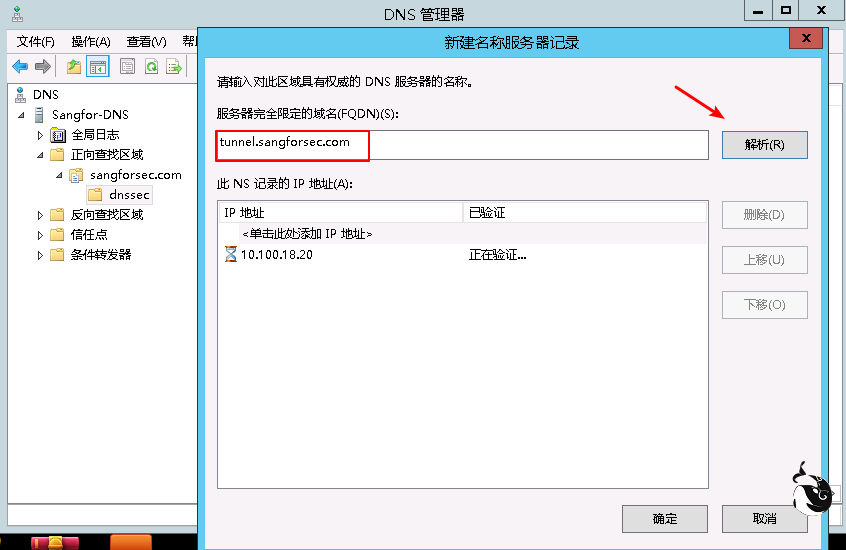 DNS 管理器
文件(F) 操作(A) 查看(V) 帮
DNS
Sangfor-DNS
全局日志
正向查找区域
sangforsec.com
dnssec
反向查找区域
信任点
条件转发器
新建名称服务器记录
请输入对此区域具有权威的 DNS 服务器的名称。
服务器完全限定的域名(FQDN)(S):
tunnel.sangforsec.com
解析(R)
此 NS 记录的 IP 地址(A):
IP 地址 已验证
<单击此处添加 IP 地址>
10.100.18.20 正在验证...
删除(D)
上移(U)
下移(O)
确定 取消